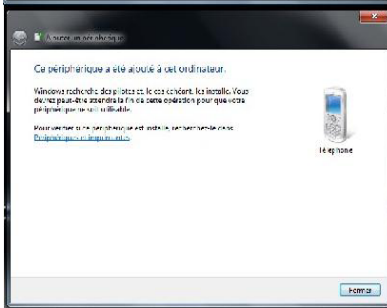 Ajouter un périphérique
Ce périphérique a été ajouté à cet ordinateur.
Windows recherche des pilotes et, le cas échéant, les installe. Vous
devrez peut-être attendre la fin de cette opération pour que votre
périphérique ne soit utilisable.
Pour vérifier si ce périphérique est installé, recherchez-le dans
Périphériques et imprimantes.
Téléphone
Fermer